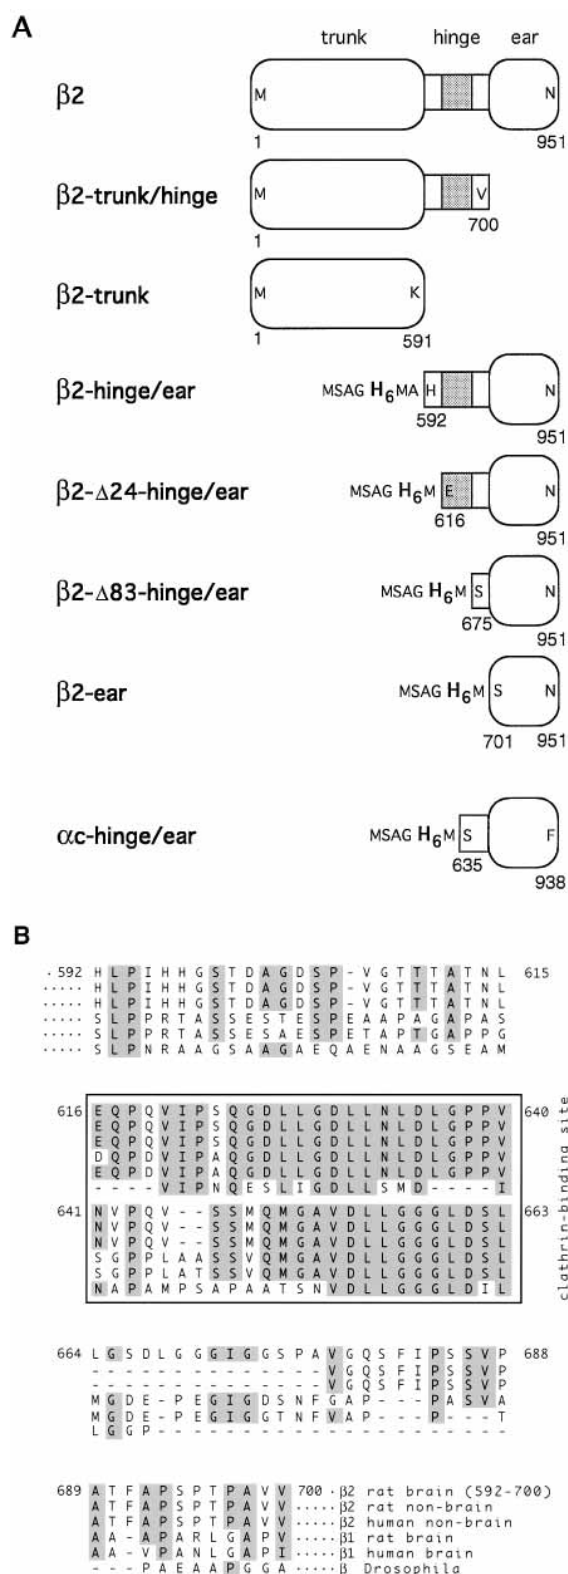 A
trunk hinge ear
β2 M N
1 951
β2-trunk/hinge M V
1 700
β2-trunk M K
1 591
β2-hinge/ear MSAG H6MA H N
592 951
β2-Δ24-hinge/ear MSAG H6M E N
616 951
β2-Δ83-hinge/ear MSAG H6M S N
675 951
β2-ear MSAG H6M S N
701 951
αc-hinge/ear MSAG H6M S F
635 938
B
·592 H L P I H H G S T D A G D S P - V G T T T A T N L 615
····· H L P I H H G S T D A G D S P - V G T T T A T N L
····· H L P I H H G S T D A G D S P - V G T T T A T N L
····· S L P P R T A S S E S T E S P E A A P A G A P A S
····· S L P P R T A S S E S A E S P E T A P T G A P P G
····· S L P N R A A G S A A G A E Q A E N A A G S E A M
616 E Q P Q V I P S Q G D L L G D L L N L D L G P P V 640
E Q P Q V I P S Q G D L L G D L L N L D L G P P V
E Q P Q V I P S Q G D L L G D L L N L D L G P P V
D Q P D V I P A Q G D L L G D L L N L D L G P P V
E Q P D V I P A Q G D L L G D L L N L D L G P P V
- - - - V I P N Q E S L I G D L L S M D - - - - I
641 N V P Q V - - S S M Q M G A V D L L G G G L D S L 663
N V P Q V - - S S M Q M G A V D L L G G G L D S L
N V P Q V - - S S M Q M G A V D L L G G G L D S L
S G P P L A A S S V Q M G A V D L L G G G L D S L
S G P P L A T S S V Q M G A V D L L G G G L D S L
N A P A M P S A P A A T S N V D L L G G G L D I L
clathrin-binding site
664 L G S D L G G G I G G S P A V G Q S F I P S S V P 688
- - - - - - - - - - - - - - V G Q S F I P S S V P
- - - - - - - - - - - - - - V G Q S F I P S S V P
M G D E - P E G I G D S N F G A P - - - P A S V A
M G D E - P E G I G G T N F V A P - - - P - - - T
L G G P - - - - - - - - - - - - - - - - - - - - -
689 A T F A P S P T P A V V 700 · β2 rat brain (592-700)
A T F A P S P T P A V V ····· β2 rat non-brain
A T F A P S P T P A V V ····· β2 human non-brain
A A - A P A R L G A P V ····· β1 rat brain
A A - V P A N L G A P I ····· β1 human brain
- - - P A E A A P G G A ····· β Drosophila